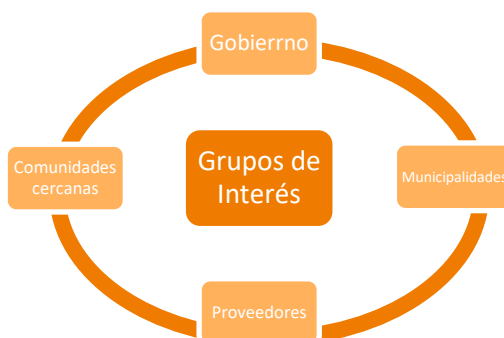 Gobierrno
Comunidades
cercanas
Grupos de
Interés
Municipalidades
Proveedores